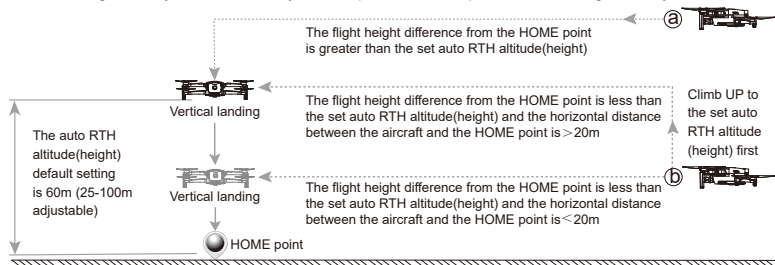 The flight height difference from the HOME point
is greater than the set auto RTH altitude(height)
a
Vertical landing
The flight height difference from the HOME point is less than
the set auto RTH altitude(height) and the horizontal distance
between the aircraft and the HOME point is>20m
Climb UP to
the set auto
RTH altitude
(height) first
The auto RTH
altitude(height)
default setting
is 60m (25-100m
adjustable)
b
Vertical landing
The flight height difference from the HOME point is less than
the set auto RTH altitude(height) and the horizontal distance
between the aircraft and the HOME point is<20m
HOME point